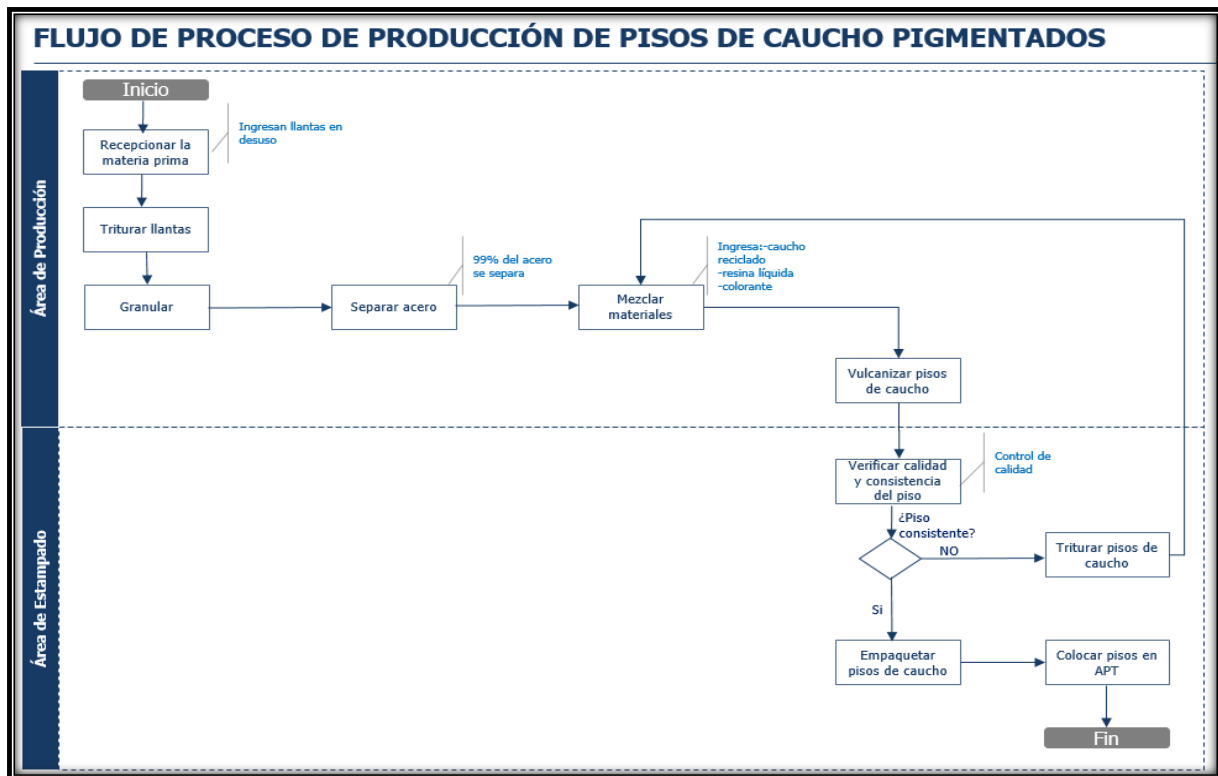 FLUJO DE PROCESO DE PRODUCCIÓN DE PISOS DE CAUCHO PIGMENTADOS
Área de Producción
Inicio
Recepcionar la
materia prima
Ingresan llantas en
desuso
Triturar llantas
Granular
Separar acero
99% del acero
se separa
Mezclar
materiales
Ingresa:-caucho
reciclado
-resina líquida
-colorante
Vulcanizar pisos
de caucho
Área de Estampado
Verificar calidad
y consistencia
del piso
Control de
calidad
¿Piso
consistente?
NO
Triturar pisos de
caucho
Si
Empaquetar
pisos de caucho
Colocar pisos en
APT
Fin